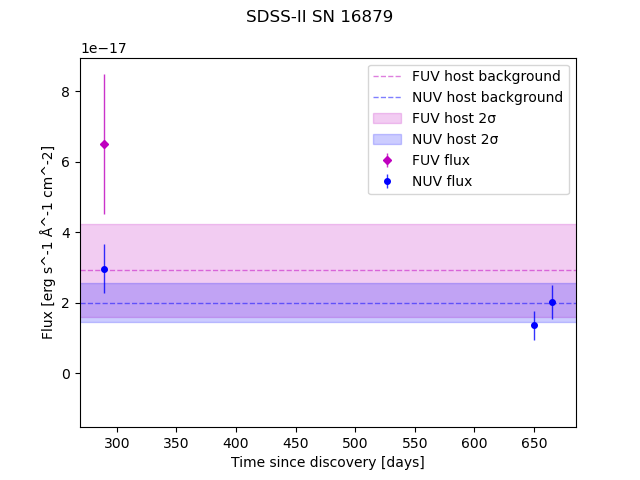 SDSS-II SN 16879
1e−17
FUV host background
NUV host background
FUV host 2σ
NUV host 2σ
FUV flux
NUV flux
8
6
4
2
0
Flux [erg s^-1 Å^-1 cm^-2]
300 350 400 450 500 550 600 650
Time since discovery [days]